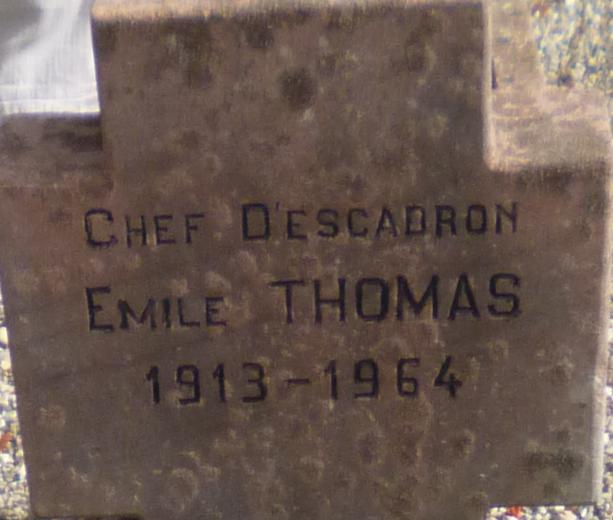 CHEF D'ESCADRON
EMILE THOMAS
1913-1964